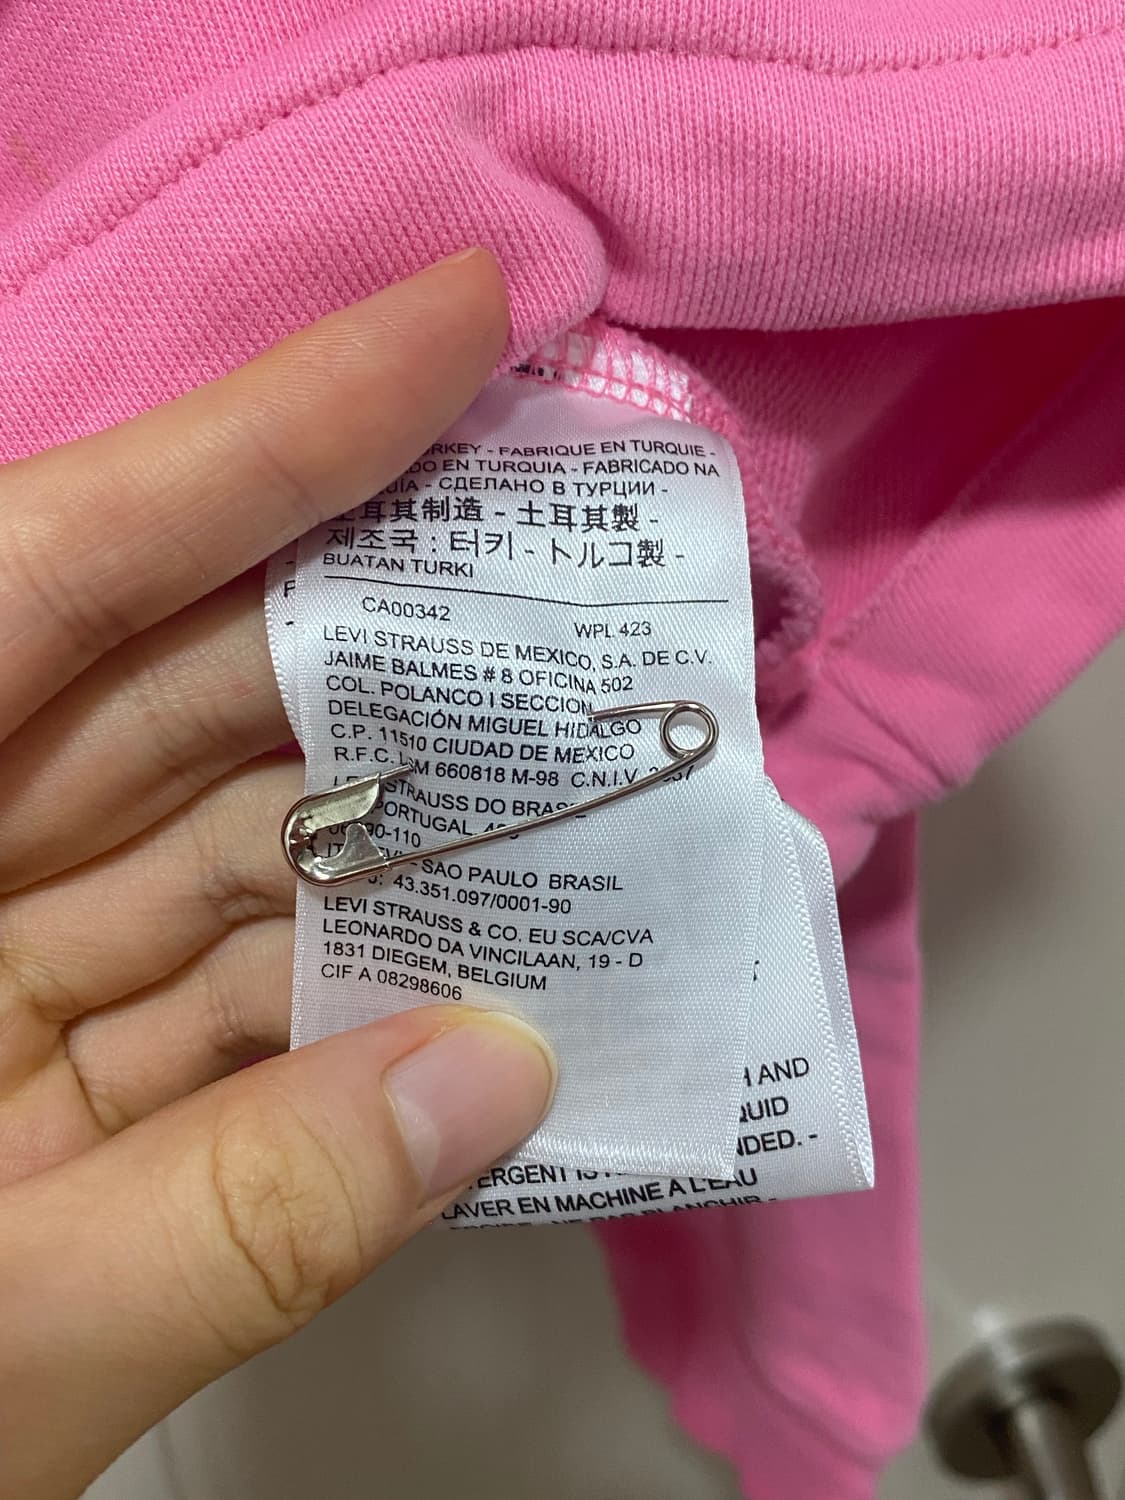 - FABRIQUE EN TURQUIE -
EN TURQUIA - FABRICADO NA
- СДЕЛАНО В ТУРЦИИ -
土耳其制造 - 土耳其製 -
제조국 : 터키 - トルコ製 -
BUATAN TURKI
CA00342 WPL 423
LEVI STRAUSS DE MEXICO, S.A. DE C.V.
JAIME BALMES # 8 OFICINA 502
COL. POLANCO I SECCION
DELEGACIÓN MIGUEL HIDALGO
C.P. 11510 CIUDAD DE MEXICO
R.F.C. 660818 M-98 C.N.I.V.
STRAUSS DO
PORTUGAL,
- SAO PAULO BRASIL
43.351.097/0001-90
LEVI STRAUSS & CO. EU SCA/CVA
LEONARDO DA VINCILAAN, 19 - D
1831 DIEGEM, BELGIUM
CIF A 08298606
AND
LAVER EN MACHINE A L'EAU